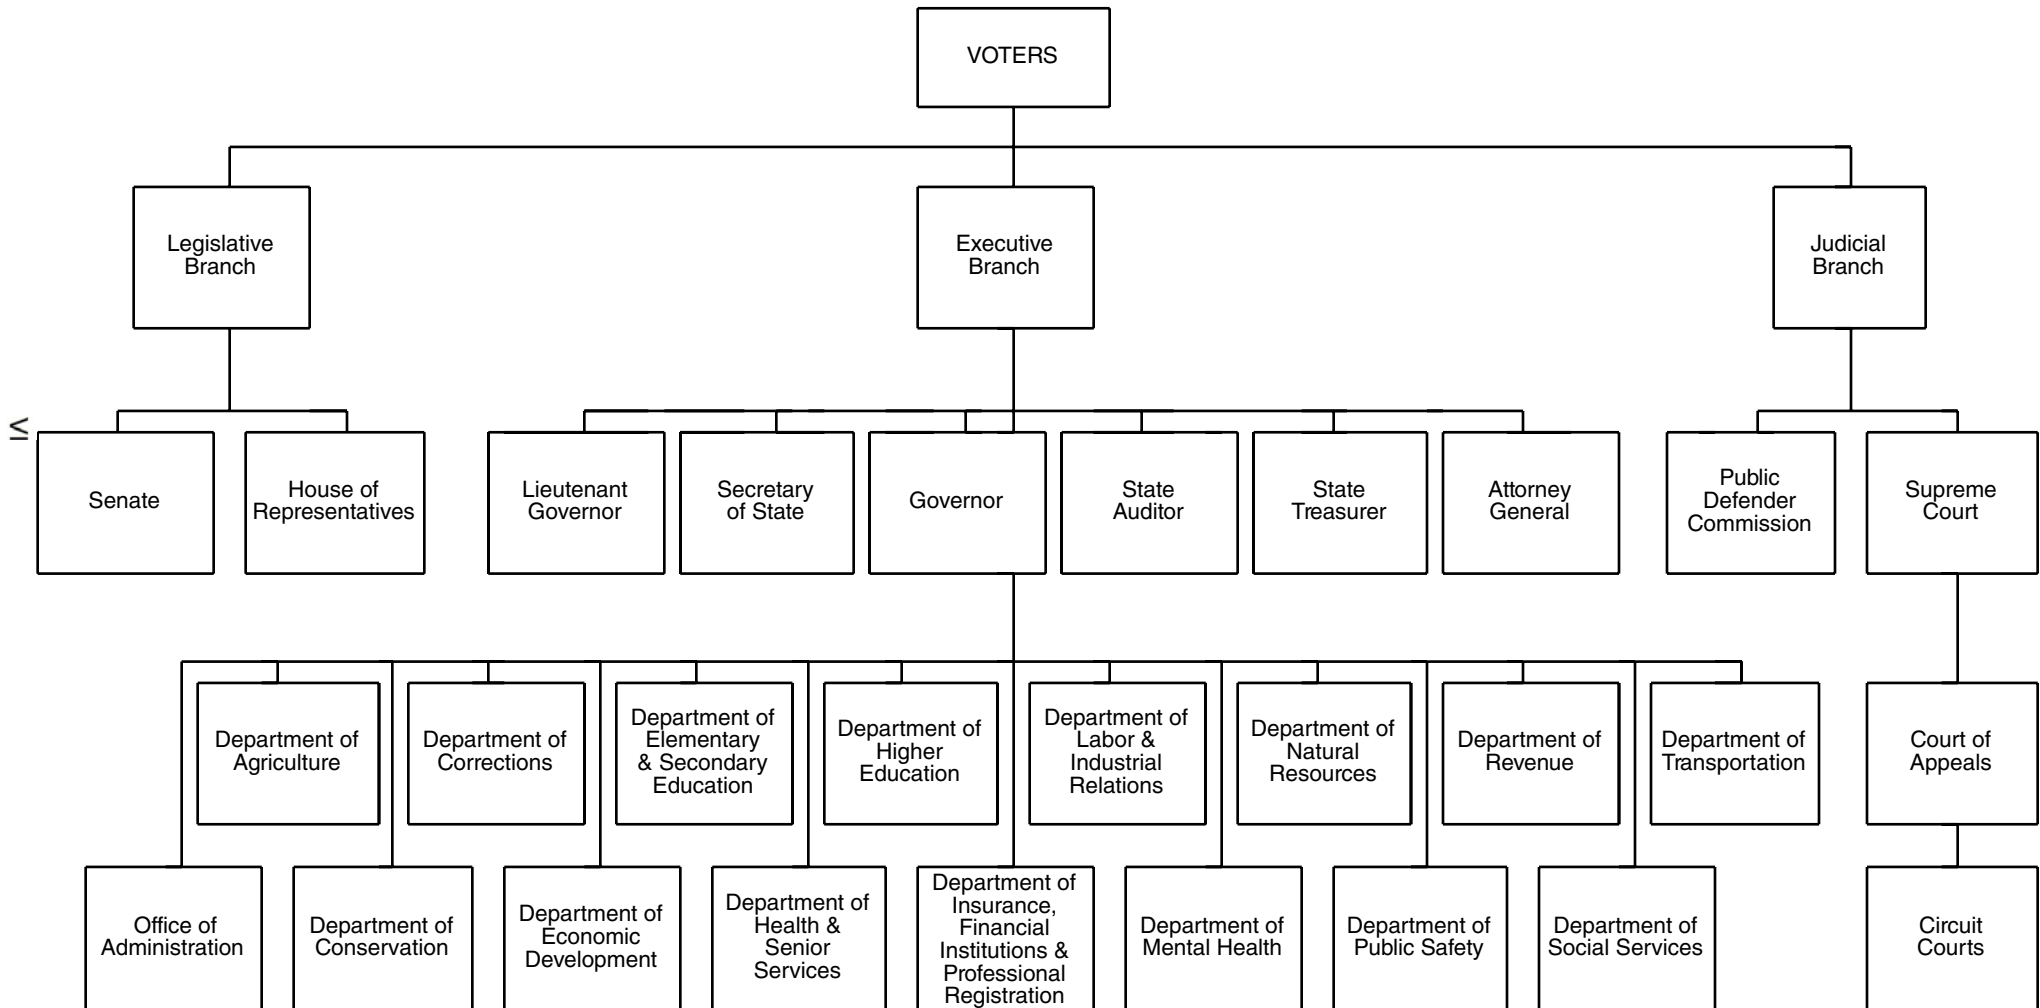 VOTERS
Legislative
Branch
Executive
Branch
Judicial
Branch
≤
Senate
House of
Representatives
Lieutenant
Governor
Secretary
of State
Governor
State
Auditor
State
Treasurer
Attorney
General
Public
Defender
Commission
Supreme
Court
Department of
Agriculture
Department of
Corrections
Department of
Elementary
& Secondary
Education
Department of
Higher
Education
Department of
Labor &
Industrial
Relations
Department of
Natural
Resources
Department of
Revenue
Department of
Transportation
Court of
Appeals
Office of
Administration
Department of
Conservation
Department of
Economic
Development
Department of
Health &
Senior
Services
Department of
Insurance,
Financial
Institutions &
Professional
Registration
Department of
Mental Health
Department of
Public Safety
Department of
Social Services
Circuit
Courts